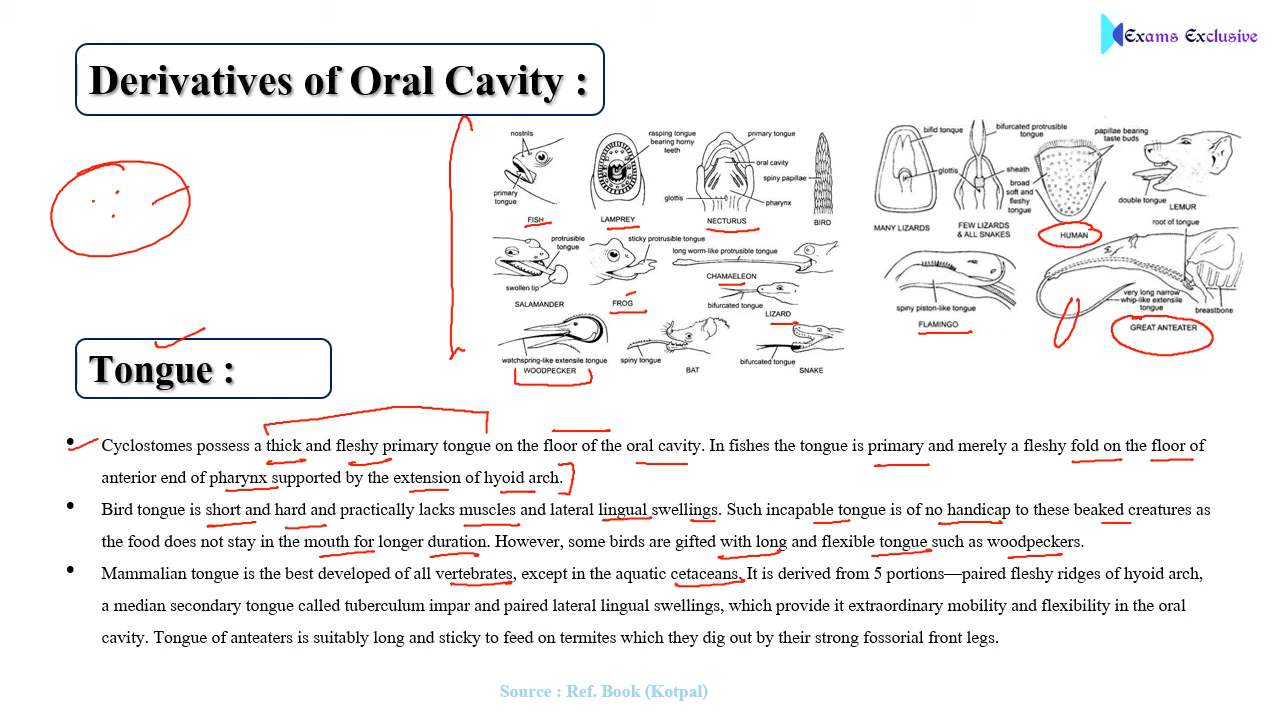 Exams Exclusive
Derivatives of Oral Cavity :
nostrils
primary
tongue
FISH
rasping tongue
bearing horny
teeth
LAMPREY
primary tongue
oral cavity
spiny papillae
glottis
pharynx
NECTURUS
BIRD
bifid tongue
glottis
MANY LIZARDS
bifurcated protrusible
tongue
sheath
broad
soft and
fleshy
tongue
FEW LIZARDS
& ALL SNAKES
papillae bearing
taste buds
HUMAN
double tongue
LEMUR
protrusible
tongue
swollen tip
SALAMANDER
sticky protrusible tongue
FROG
long worm-like protrusible tongue
CHAMAELEON
bifurcated tongue
LIZARD
root of tongue
spiny piston-like tongue
FLAMINGO
very long narrow
whip-like extensile
tongue
breastbone
GREAT ANTEATER
watchspring-like extensile tongue
WOODPECKER
spiny tongue
BAT
bifurcated tongue
SNAKE
Tongue :
• Cyclostomes possess a thick and fleshy primary tongue on the floor of the oral cavity. In fishes the tongue is primary and merely a fleshy fold on the floor of
anterior end of pharynx supported by the extension of hyoid arch.
• Bird tongue is short and hard and practically lacks muscles and lateral lingual swellings. Such incapable tongue is of no handicap to these beaked creatures as
the food does not stay in the mouth for longer duration. However, some birds are gifted with long and flexible tongue such as woodpeckers.
• Mammalian tongue is the best developed of all vertebrates, except in the aquatic cetaceans. It is derived from 5 portions—paired fleshy ridges of hyoid arch,
a median secondary tongue called tuberculum impar and paired lateral lingual swellings, which provide it extraordinary mobility and flexibility in the oral
cavity. Tongue of anteaters is suitably long and sticky to feed on termites which they dig out by their strong fossorial front legs.
Source : Ref. Book (Kotpal)